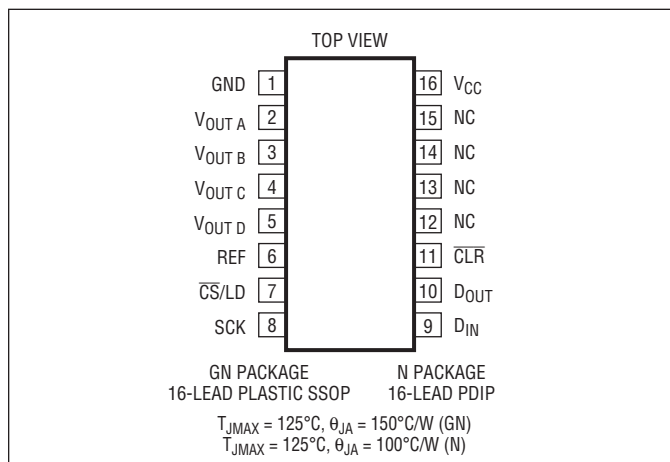 TOP VIEW
GND 1 16 VCC
VOUT A 2 15 NC
VOUT B 3 14 NC
VOUT C 4 13 NC
VOUT D 5 12 NC
REF 6 11 C̅L̅R̅
C̅S̅/LD 7 10 DOUT
SCK 8 9 DIN
GN PACKAGE N PACKAGE
16-LEAD PLASTIC SSOP 16-LEAD PDIP
TJMAX = 125°C, θJA = 150°C/W (GN)
TJMAX = 125°C, θJA = 100°C/W (N)